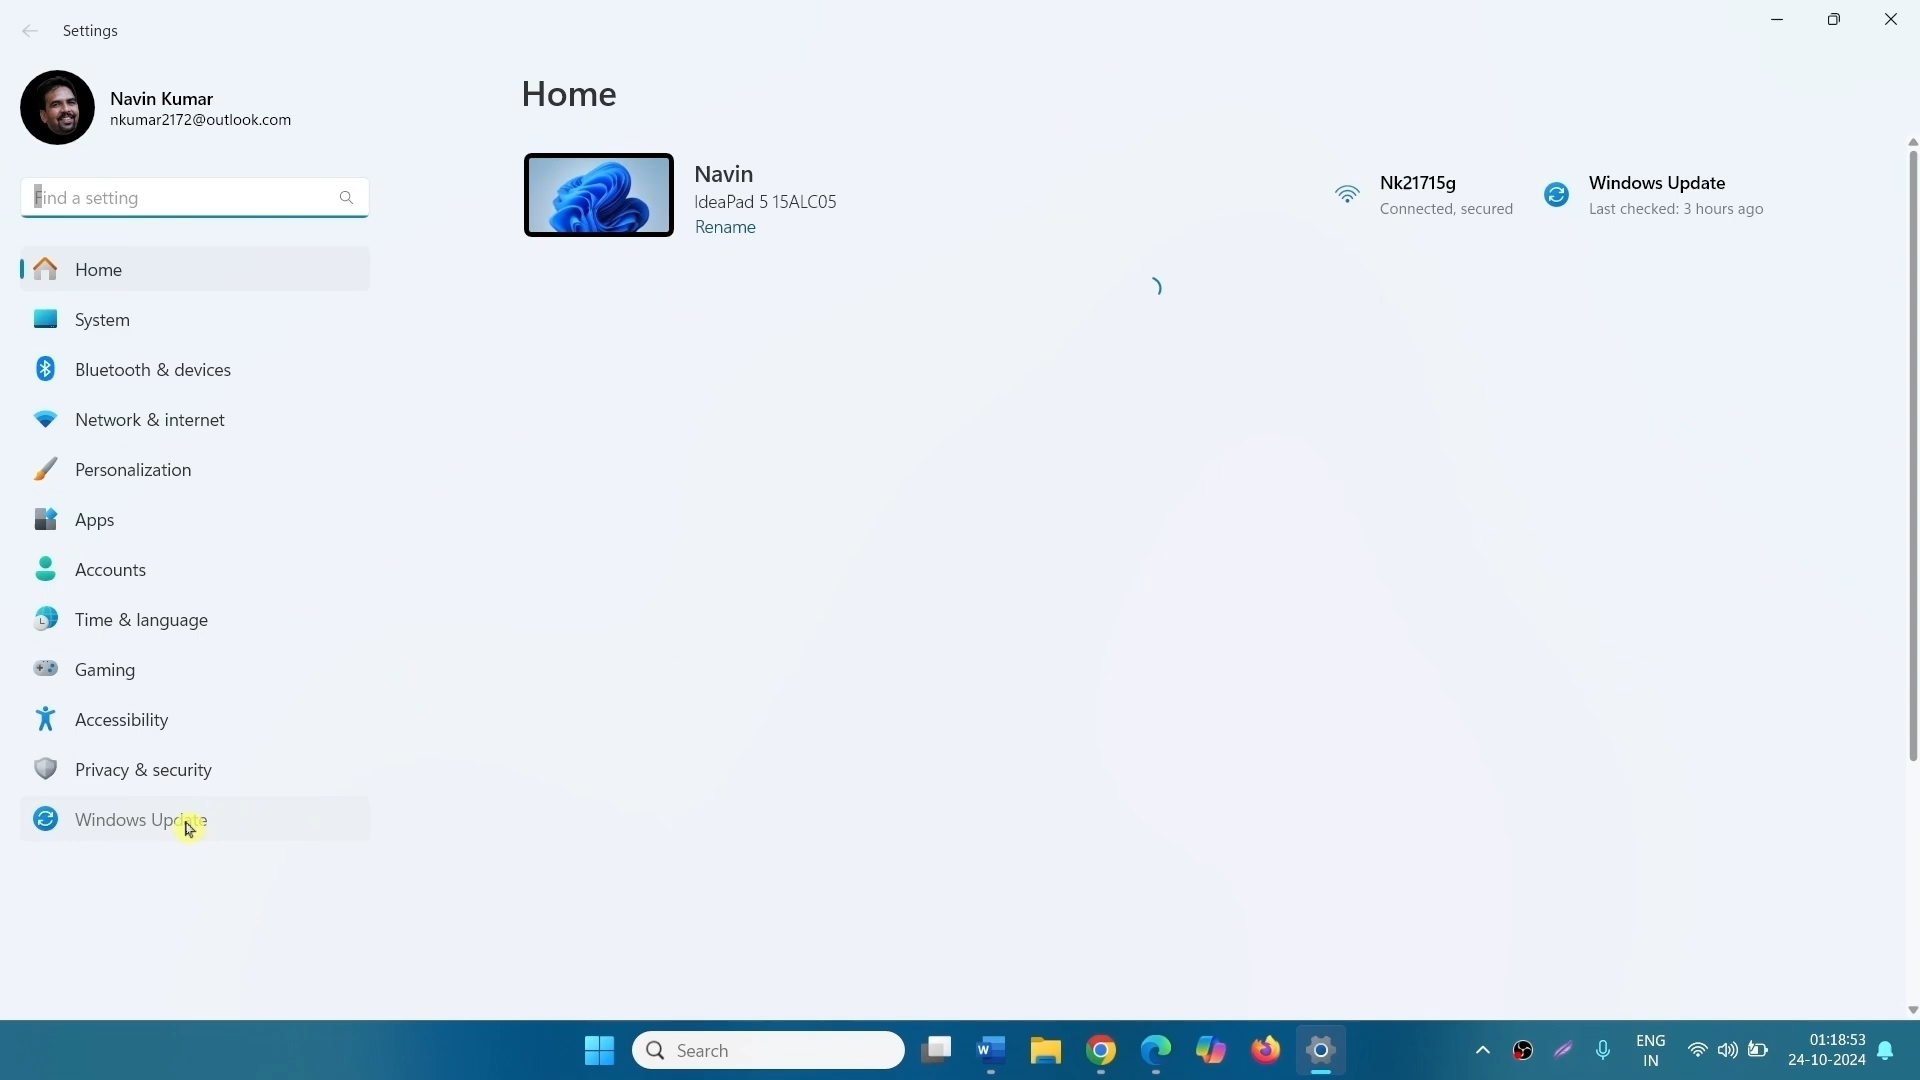 Settings
Navin Kumar
nkumar2172@outlook.com
Find a setting
Home
System
Bluetooth & devices
Network & internet
Personalization
Apps
Accounts
Time & language
Gaming
Accessibility
Privacy & security
Windows Update
Home
Navin
IdeaPad 5 15ALC05
Rename
Nk21715g
Connected, secured
Windows Update
Last checked: 3 hours ago
Search
ENG
IN
01:18:53
24-10-2024